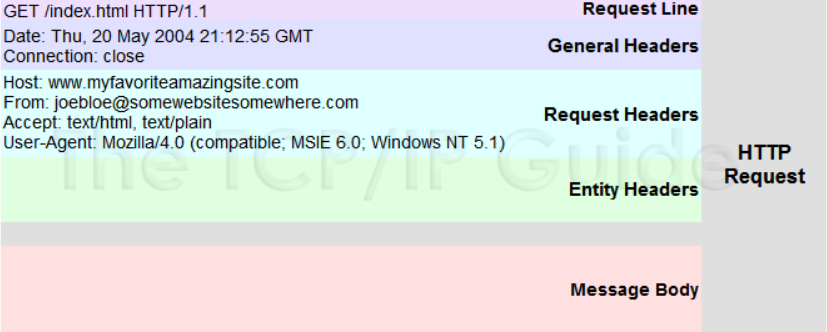 GET /index.html HTTP/1.1
Request Line
Date: Thu, 20 May 2004 21:12:55 GMT
Connection: close
General Headers
Host: www.myfavoriteamazingsite.com
From: joebloe@somewebsitesomewhere.com
Accept: text/html, text/plain
User-Agent: Mozilla/4.0 (compatible; MSIE 6.0; Windows NT 5.1)
Request Headers
The TCP/IP Guide
Entity Headers
Message Body
HTTP
Request